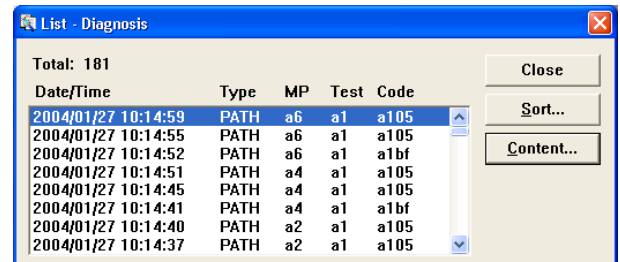 List - Diagnosis
Total: 181
Date/Time Type MP Test Code
2004/01/27 10:14:59 PATH a6 a1 a105
2004/01/27 10:14:55 PATH a6 a1 a105
2004/01/27 10:14:52 PATH a6 a1 a1bf
2004/01/27 10:14:51 PATH a4 a1 a105
2004/01/27 10:14:45 PATH a4 a1 a105
2004/01/27 10:14:41 PATH a4 a1 a1bf
2004/01/27 10:14:40 PATH a2 a1 a105
2004/01/27 10:14:37 PATH a2 a1 a105
Close
Sort...
Content...